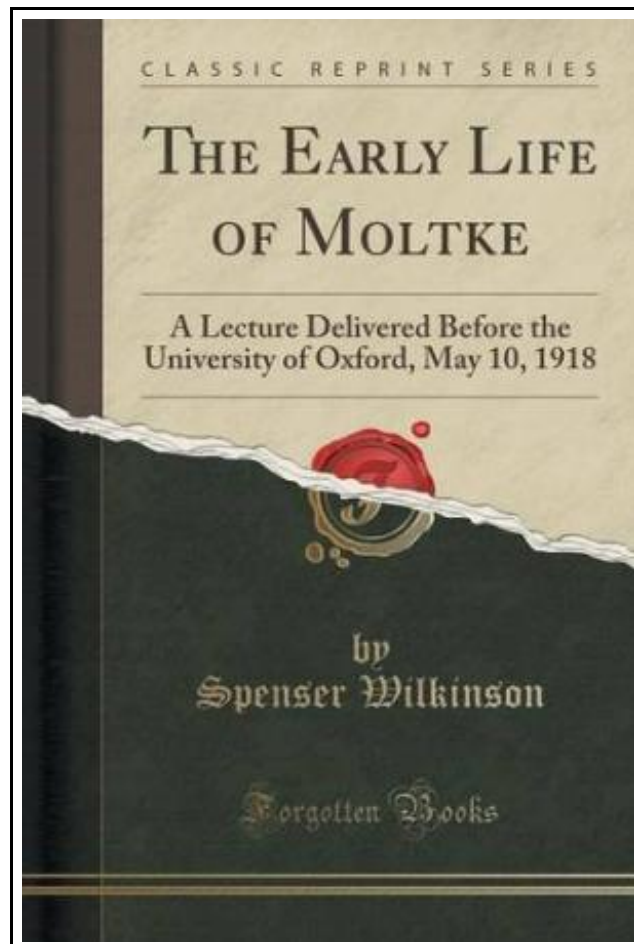 CLASSIC REPRINT SERIES
THE EARLY LIFE
OF MOLTKE
A Lecture Delivered Before the
University of Oxford, May 10, 1918
by
Spenser Wilkinson
Forgotten Books